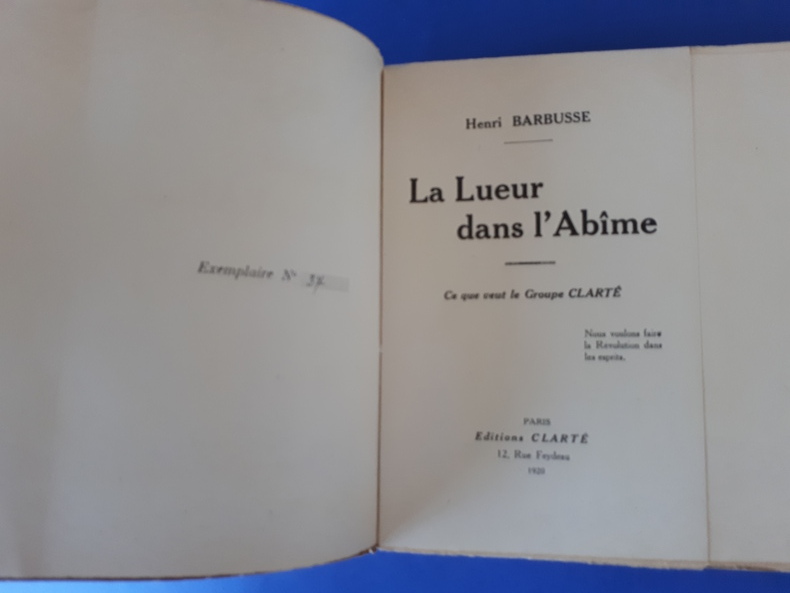 Exemplaire N°
Henri BARBUSSE
La Lueur
dans l'Abîme
Ce que veut le Groupe CLARTÉ
Nous voulons faire
la Révolution dans
les esprits.
PARIS
Editions CLARTÉ
12, Rue Feydeau
1920